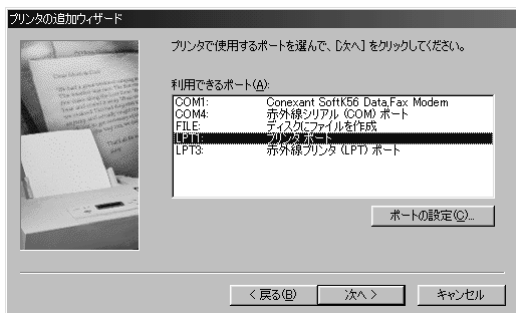 プリンタの追加ウィザード
プリンタで使用するポートを選んで、[次へ] をクリックしてください。
利用できるポート(A):
COM1: Conexant SoftK56 Data,Fax Modem
COM4: 赤外線シリアル (COM) ポート
FILE: ディスクにファイルを作成
LPT1: プリンタ ポート
LPT3: 赤外線プリンタ (LPT) ポート
ポートの設定(C)...
< 戻る(B)
次へ >
キャンセル